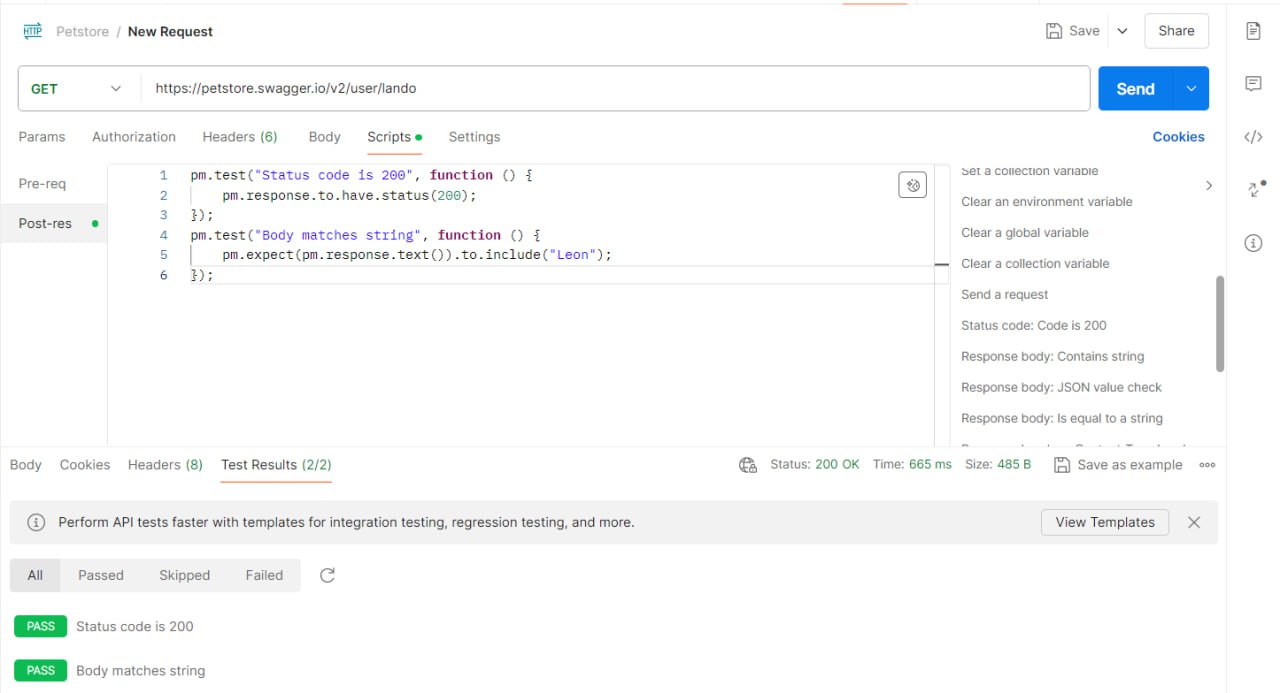 HTTP Petstore / New Request Save Share
GET https://petstore.swagger.io/v2/user/lando Send
Params Authorization Headers (6) Body Scripts Settings Cookies
Pre-req
Post-res
1 pm.test("Status code is 200", function () {
2 pm.response.to.have.status(200);
3 });
4 pm.test("Body matches string", function () {
5 pm.expect(pm.response.text()).to.include("Leon");
6 });
Set a collection variable
Clear an environment variable
Clear a global variable
Clear a collection variable
Send a request
Status code: Code is 200
Response body: Contains string
Response body: JSON value check
Response body: Is equal to a string
Body Cookies Headers (8) Test Results (2/2) Status: 200 OK Time: 665 ms Size: 485 B Save as example
Perform API tests faster with templates for integration testing, regression testing, and more. View Templates
All Passed Skipped Failed
PASS Status code is 200
PASS Body matches string